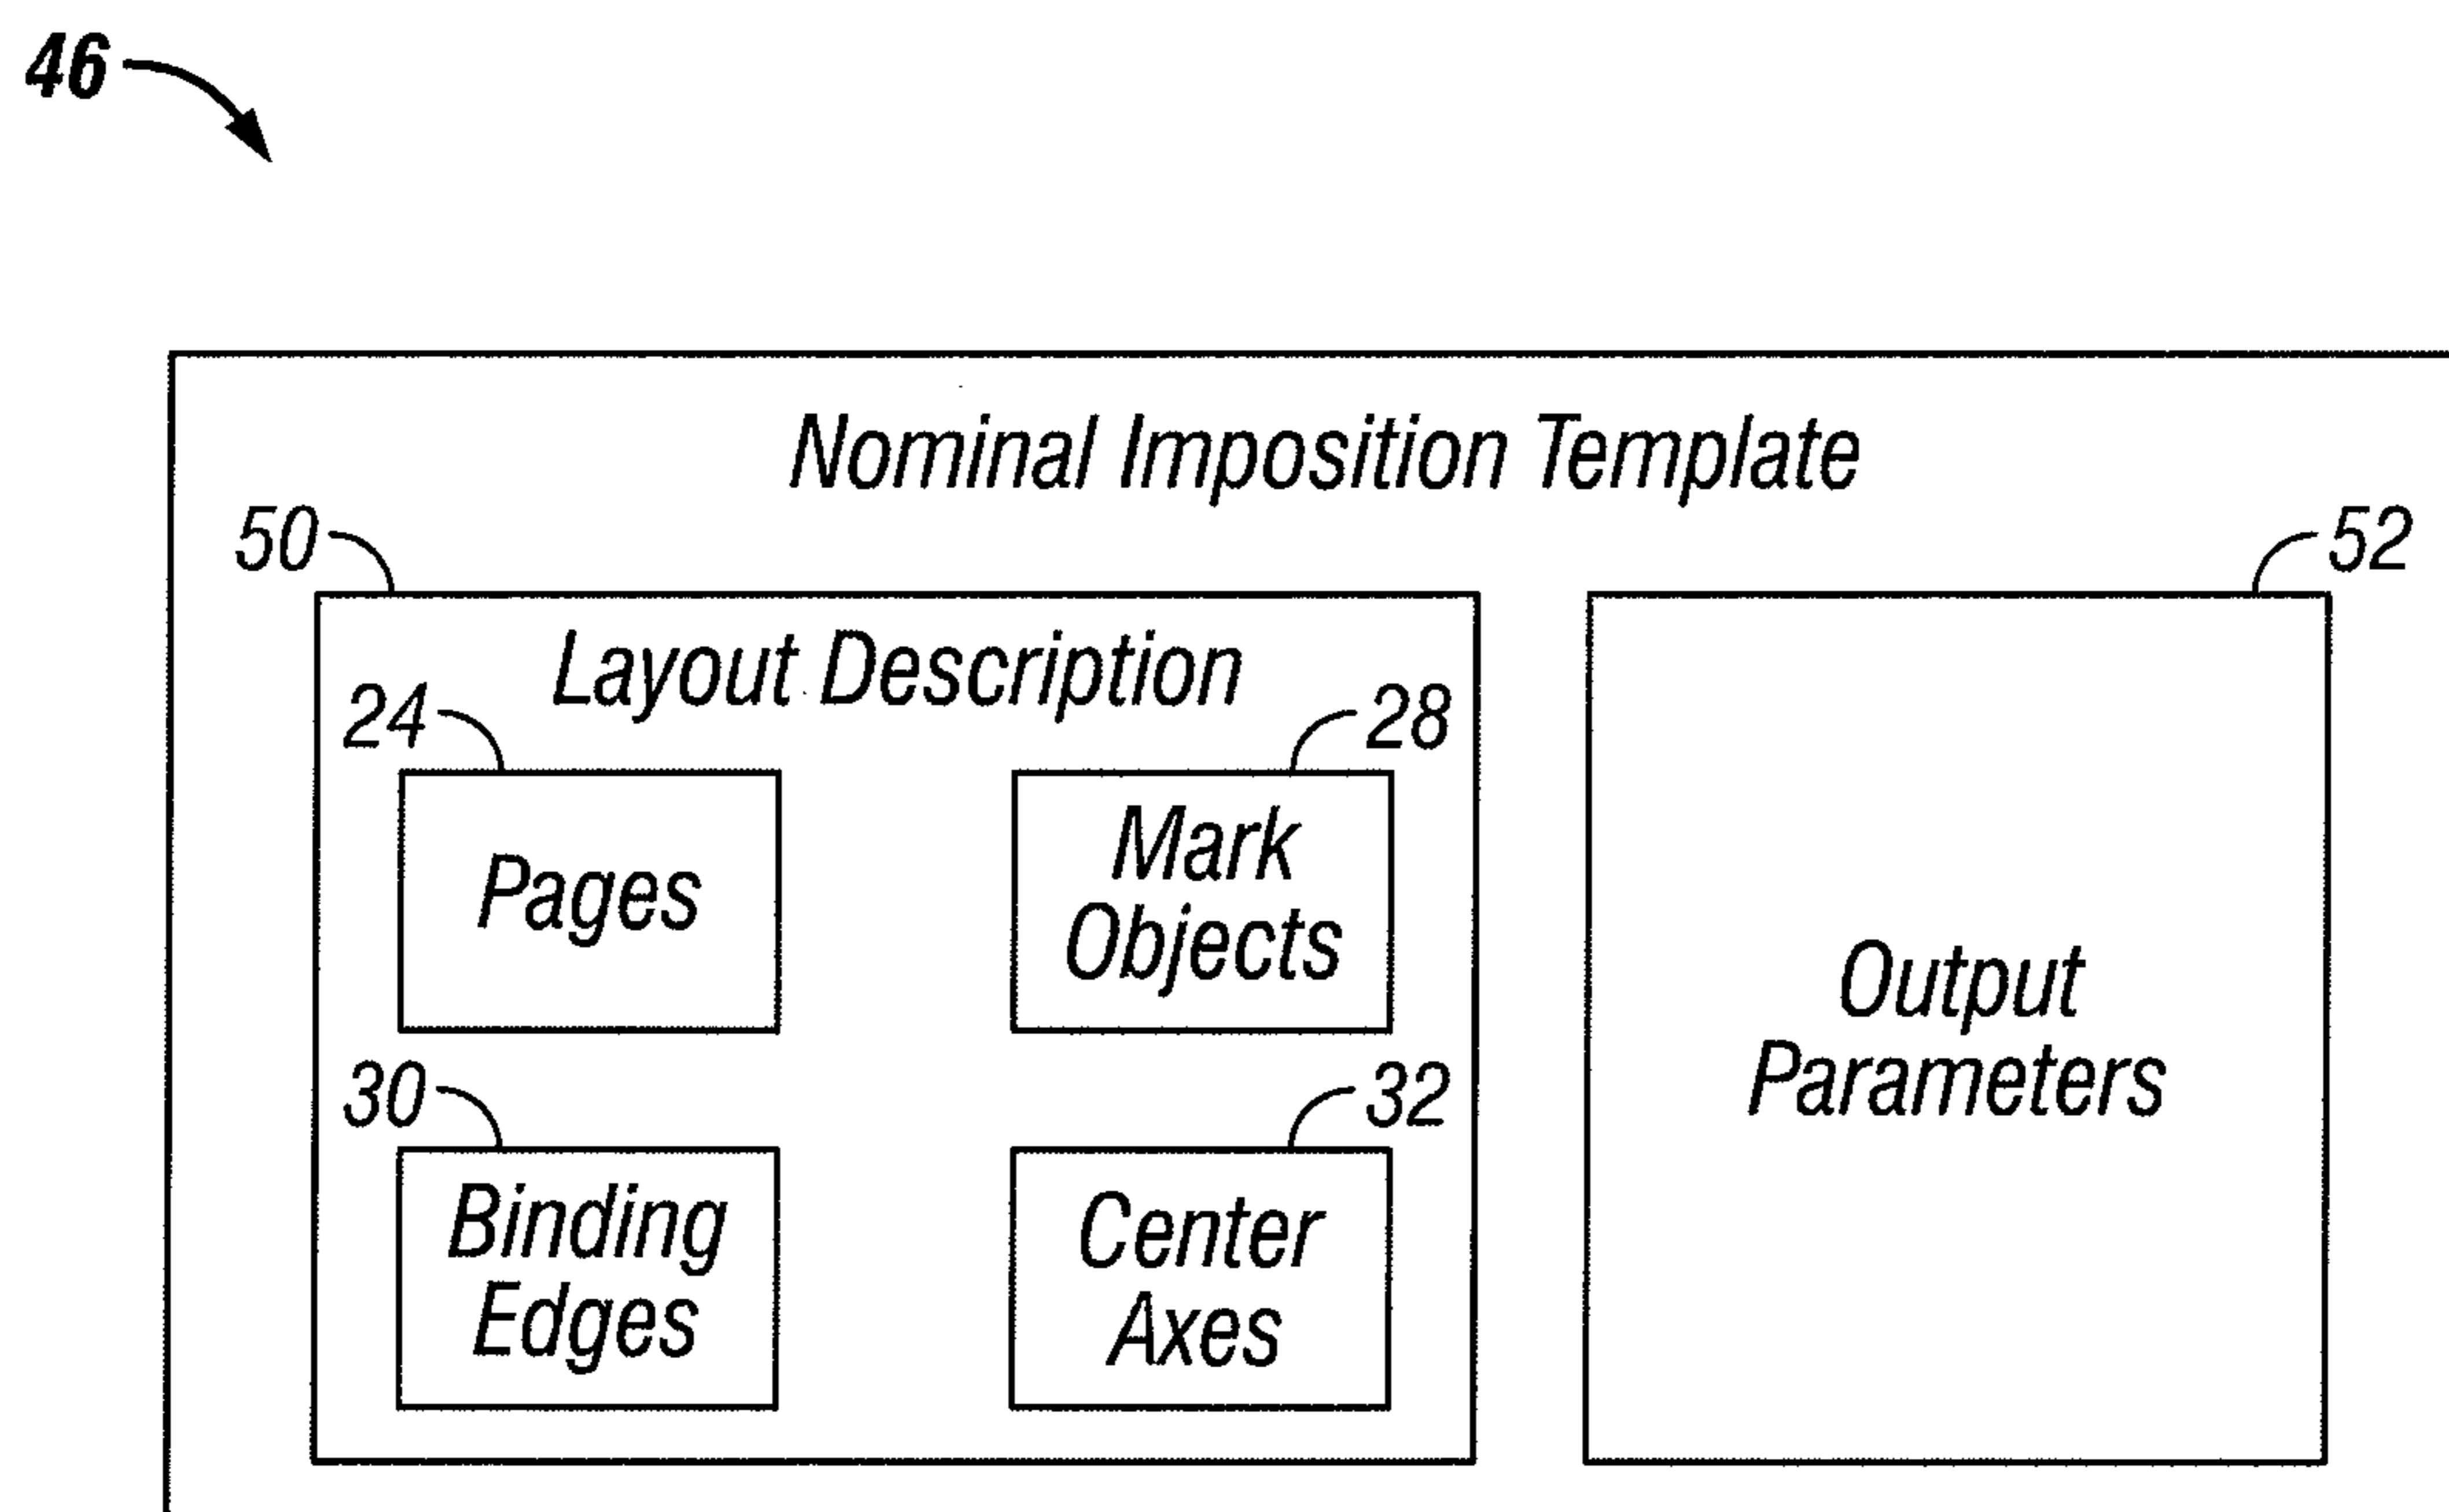 46
Nominal Imposition Template
50
52
Layout Description
24
28
Pages
Mark
Objects
30
32
Binding
Edges
Center
Axes
Output
Parameters